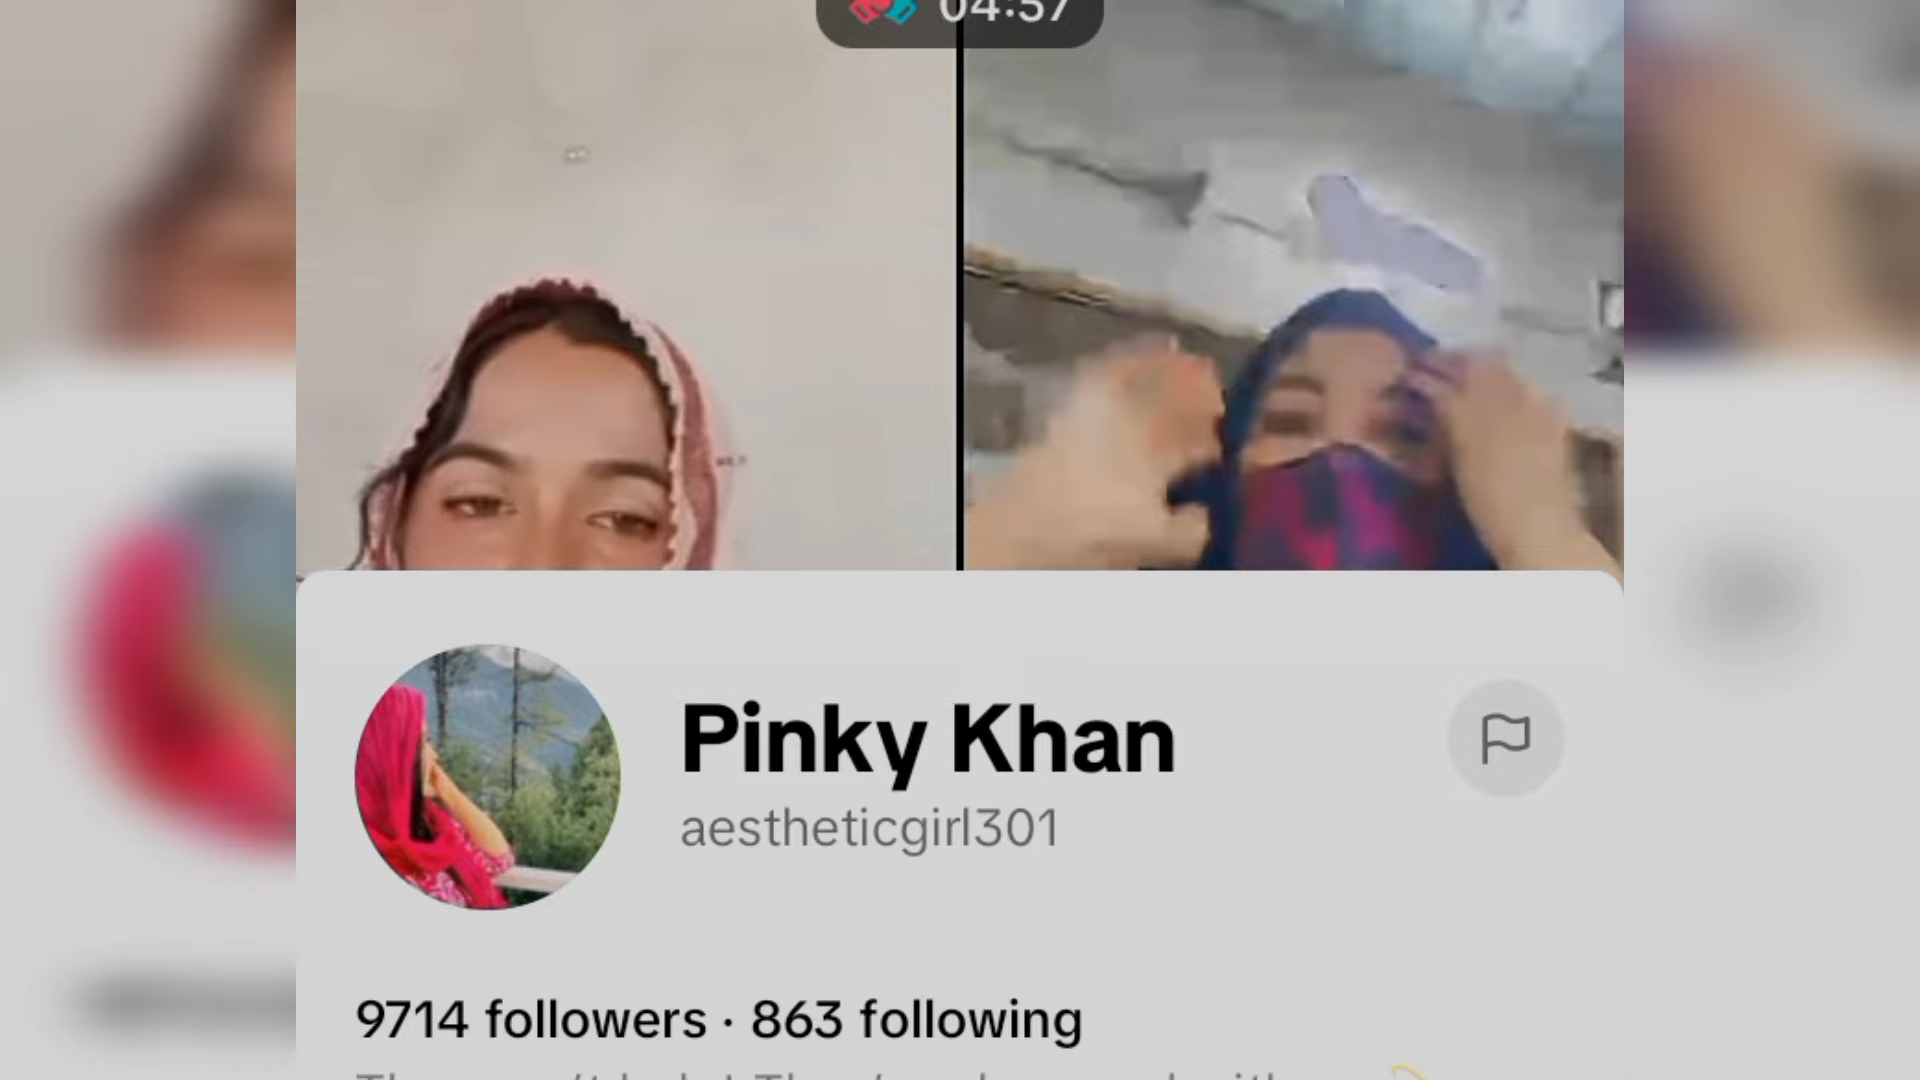 04:57
Pinky Khan
aestheticgirl301
9714 followers · 863 following